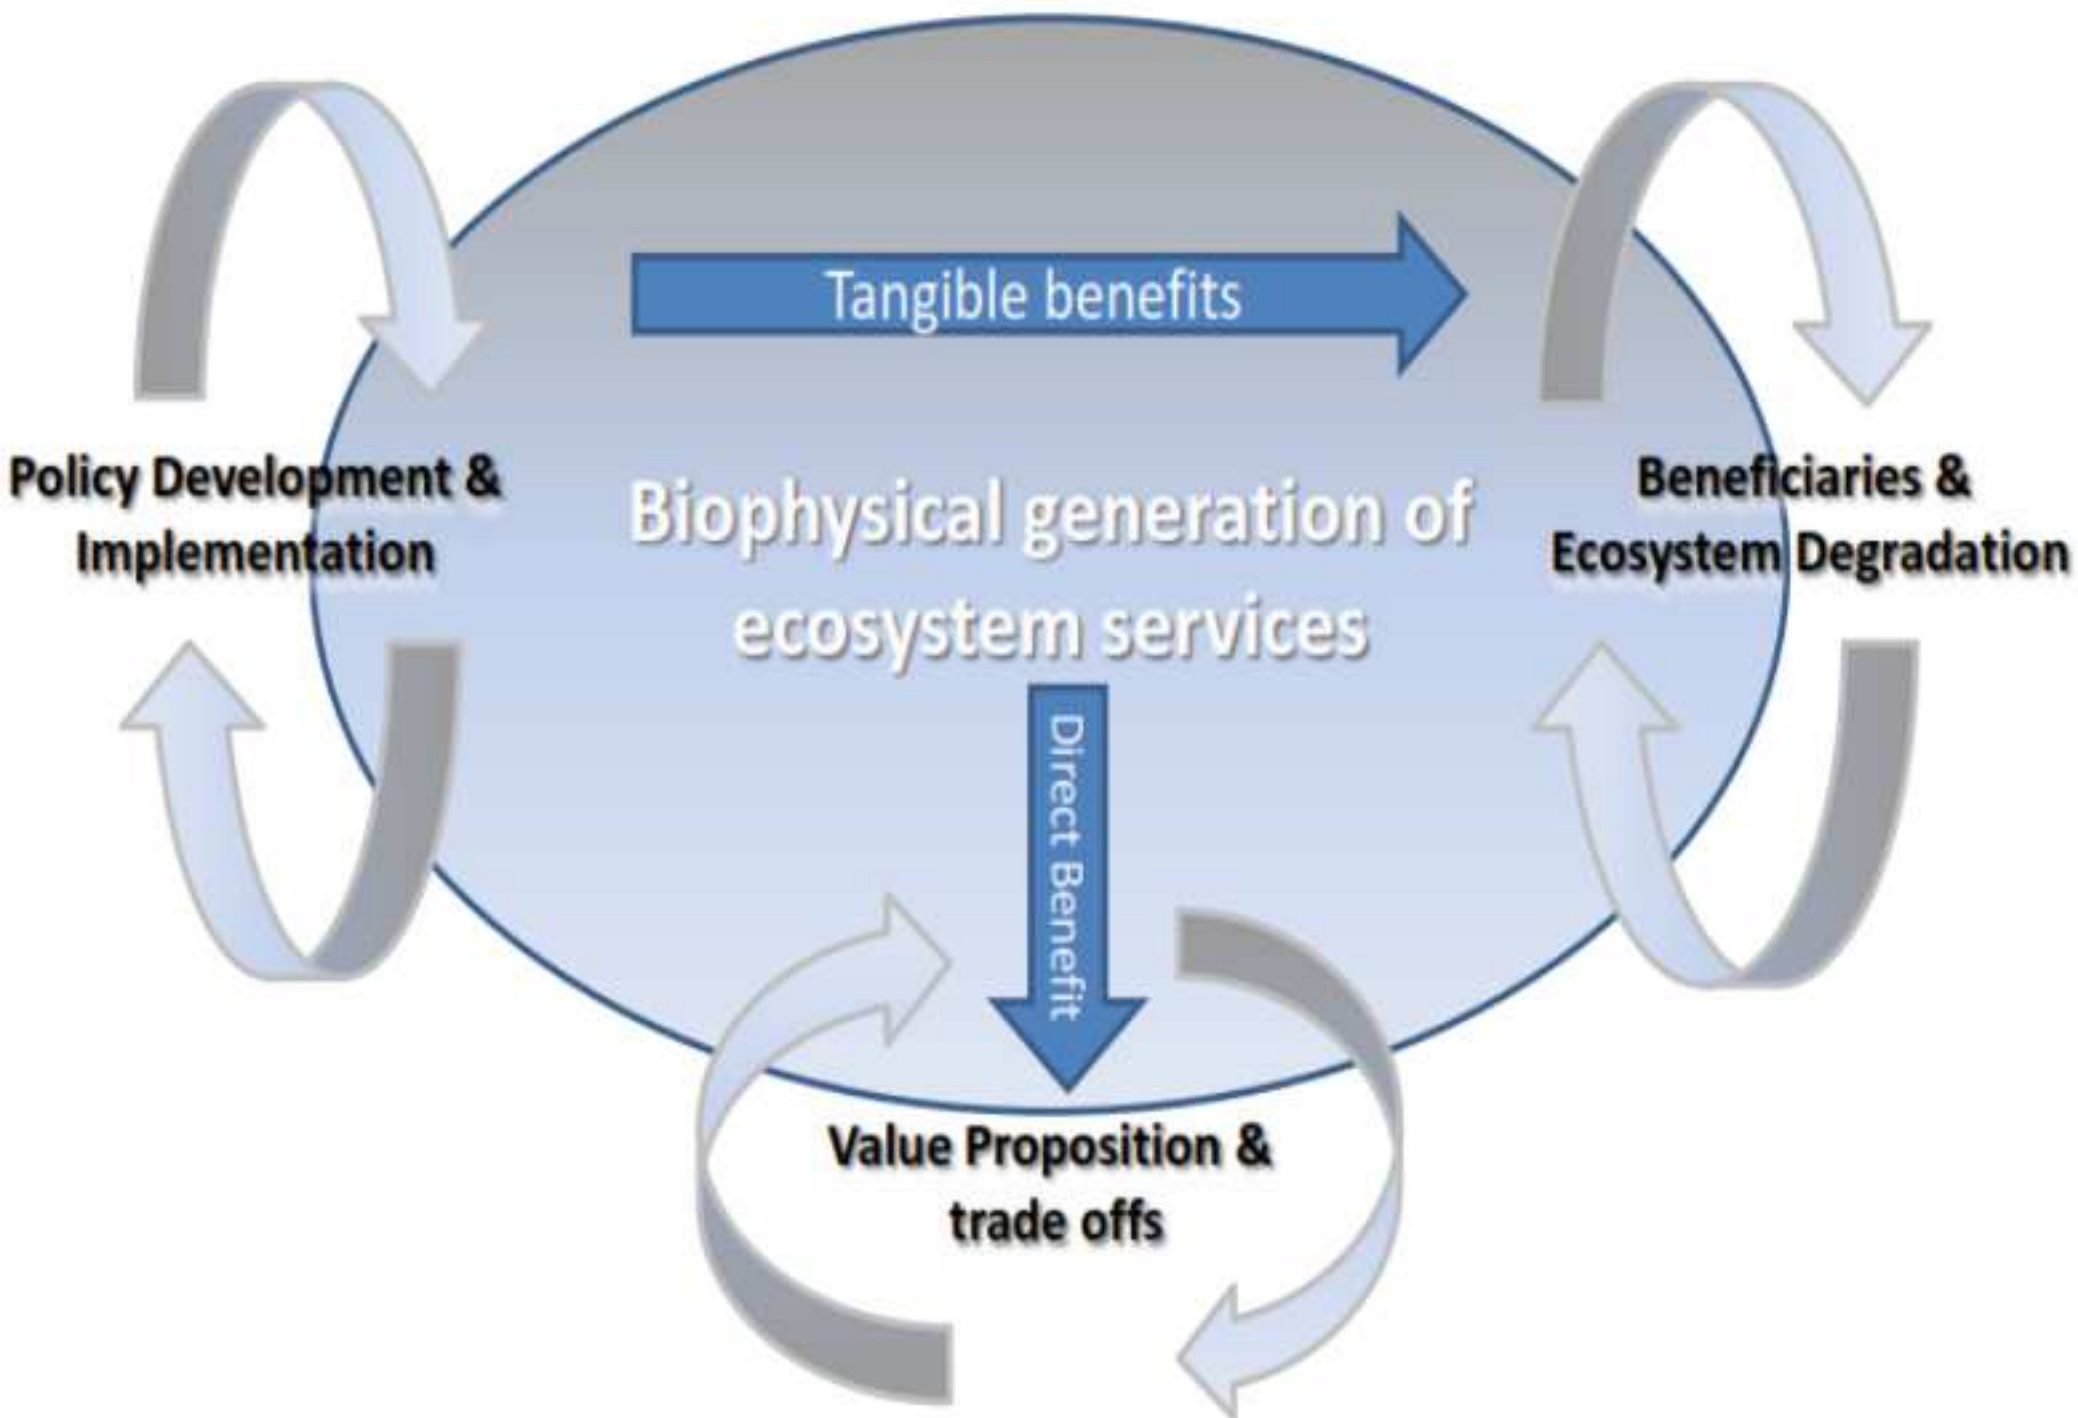 Tangible benefits
Policy Development &
Implementation
Biophysical generation of
ecosystem services
Beneficiaries &
Ecosystem Degradation
Direct Benefit
Value Proposition &
trade offs